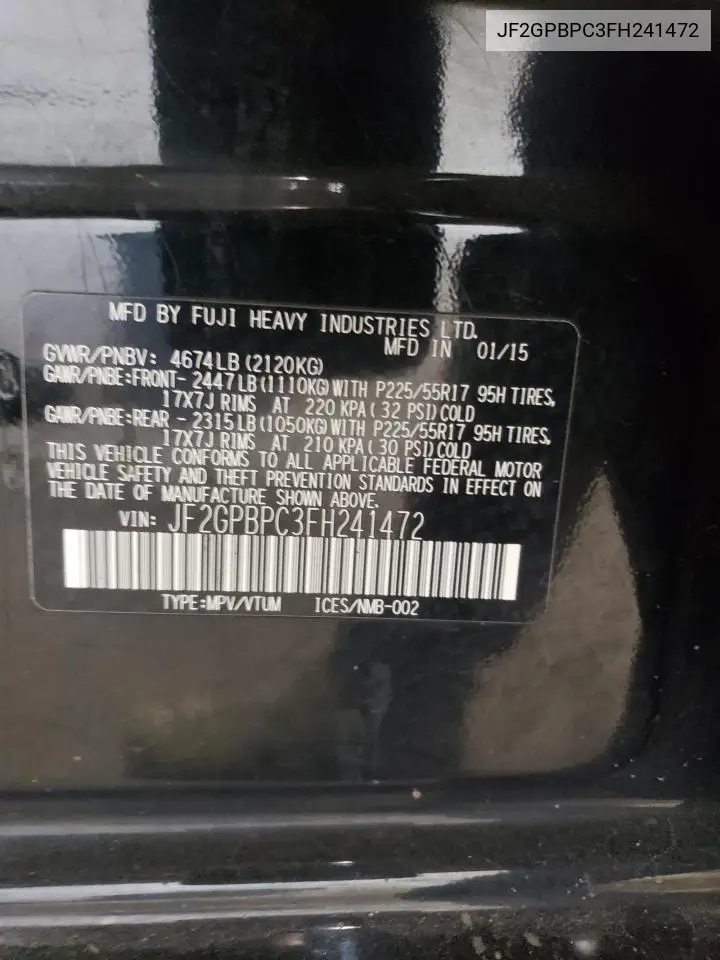 JF2GPBPC3FH241472
MFD BY FUJI HEAVY INDUSTRIES LTD.
MFD IN 01/15
GVWR/PNBV: 4674LB (2120KG)
GAWR/PNBE:FRONT- 2447LB(1110KG)WITH P225/55R17 95H TIRES,
17X7J RIMS AT 220 KPA( 32 PSI)COLD
GAWR/PNBE:REAR - 2315LB(1050KG)WITH P225/55R17 95H TIRES,
17X7J RIMS AT 210 KPA( 30 PSI)COLD
THIS VEHICLE CONFORMS TO ALL APPLICABLE FEDERAL MOTOR
VEHICLE SAFETY AND THEFT PREVENTION STANDARDS IN EFFECT ON
THE DATE OF MANUFACTURE SHOWN ABOVE.
VIN: JF2GPBPC3FH241472
TYPE:MPV/VTUM ICES/NMB-002